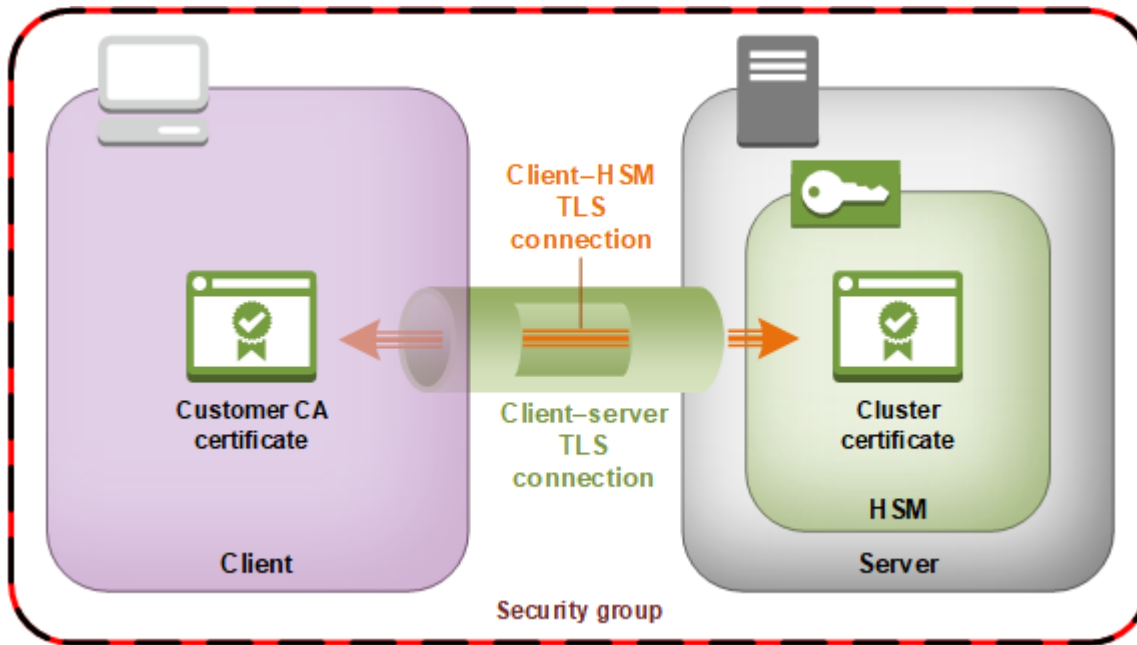 Client–HSM
TLS
connection
Customer CA
certificate
Client–server
TLS
connection
Cluster
certificate
HSM
Client
Server
Security group